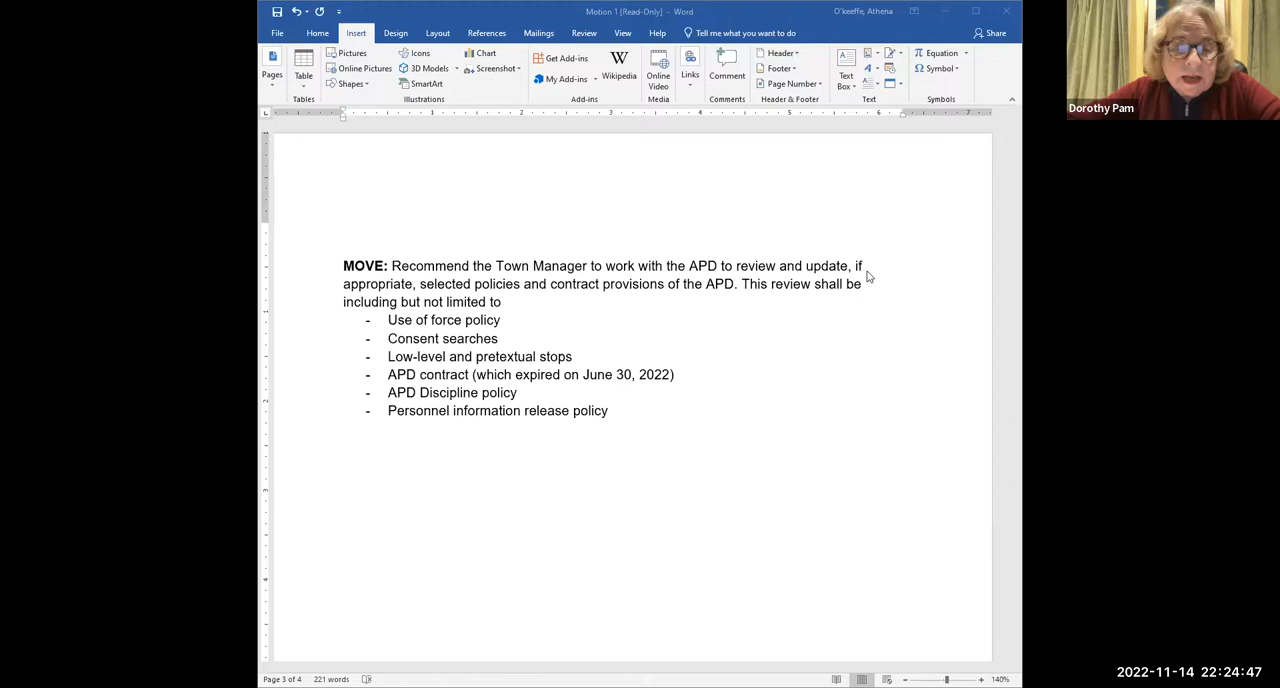 Motion 1 [Read-Only] - Word
O'keeffe, Athena
File Home Insert Design Layout References Mailings Review View Help Tell me what you want to do Share
Pages
Table
Tables
Pictures
Online Pictures
Shapes
Icons
3D Models
SmartArt
Chart
Screenshot
Illustrations
Get Add-ins
My Add-ins
Wikipedia
Add-ins
Online
Video
Media
Links
Comment
Comments
Header
Footer
Page Number
Header & Footer
Text
Box
Text
Equation
Symbol
Symbols
Dorothy Pam
1 2 3 4 5 6 7
MOVE: Recommend the Town Manager to work with the APD to review and update, if
appropriate, selected policies and contract provisions of the APD. This review shall be
including but not limited to
- Use of force policy
- Consent searches
- Low-level and pretextual stops
- APD contract (which expired on June 30, 2022)
- APD Discipline policy
- Personnel information release policy
Page 3 of 4 221 words
140%
2022-11-14 22:24:47